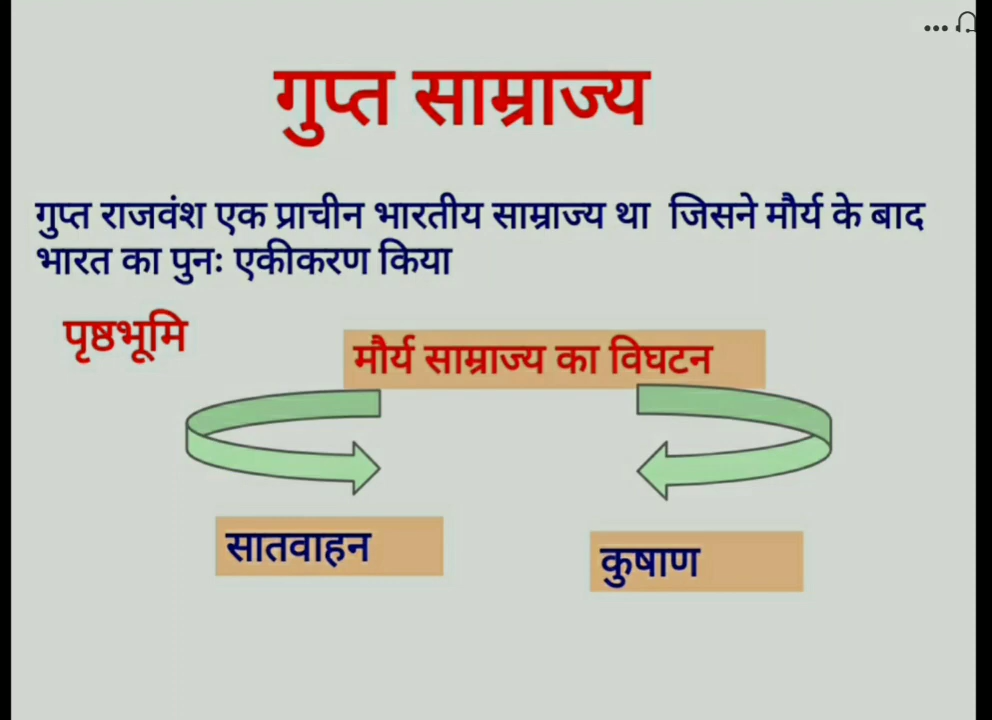 गुप्त साम्राज्य
गुप्त राजवंश एक प्राचीन भारतीय साम्राज्य था जिसने मौर्य के बाद
भारत का पुनः एकीकरण किया
पृष्ठभूमि
मौर्य साम्राज्य का विघटन
सातवाहन
कुषाण